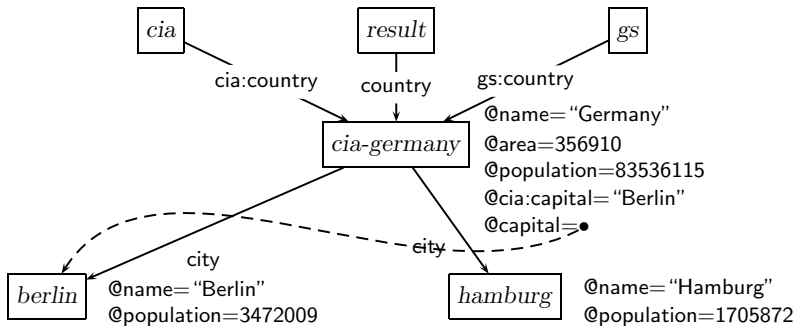 cia
result
gs
cia:country
country
gs:country
cia-germany
@name=“Germany”
@area=356910
@population=83536115
@cia:capital=“Berlin”
@capital=●
city
city
berlin
@name=“Berlin”
@population=3472009
hamburg
@name=“Hamburg”
@population=1705872